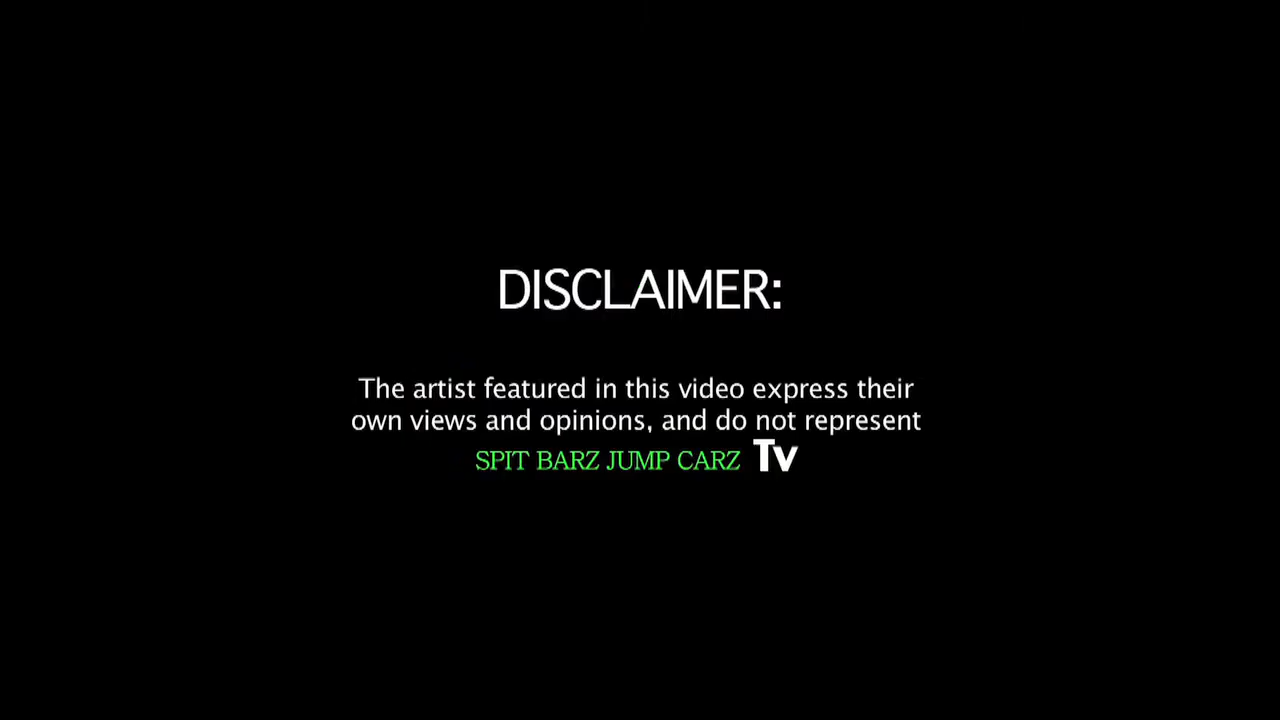 DISCLAIMER:
The artist featured in this video express their
own views and opinions, and do not represent
SPIT BARZ JUMP CARZ Tv